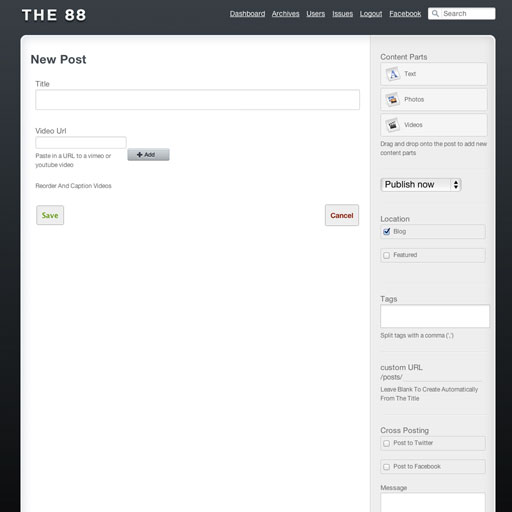 THE 88
Dashboard Archives Users Issues Logout Facebook Search
New Post
Title
Video Url
Add
Paste in a URL to a vimeo or
youtube video
Reorder And Caption Videos
Save
Cancel
Content Parts
Text
Photos
Videos
Drag and drop onto the post to add new
content parts
Publish now
Location
Blog
Featured
Tags
Split tags with a comma (',')
custom URL
/posts/
Leave Blank To Create Automatically
From The Title
Cross Posting
Post to Twitter
Post to Facebook
Message